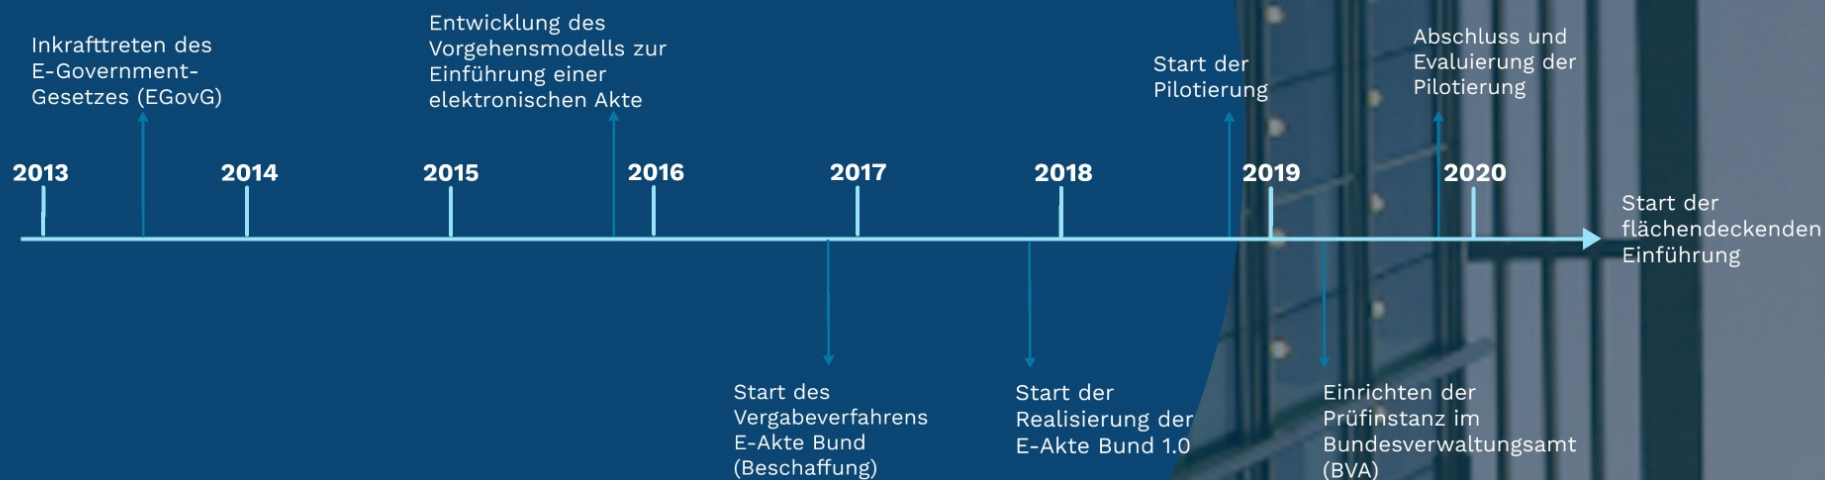 Inkrafttreten des
E-Government-
Gesetzes (EGovG)
Entwicklung des
Vorgehensmodells zur
Einführung einer
elektronischen Akte
Start der
Pilotierung
Abschluss und
Evaluierung der
Pilotierung
2013
2014
2015
2016
2017
2018
2019
2020
Start der
flächendeckenden
Einführung
Start des
Vergabeverfahrens
E-Akte Bund
(Beschaffung)
Start der
Realisierung der
E-Akte Bund 1.0
Einrichten der
Prüfinstanz im
Bundesverwaltungsamt
(BVA)